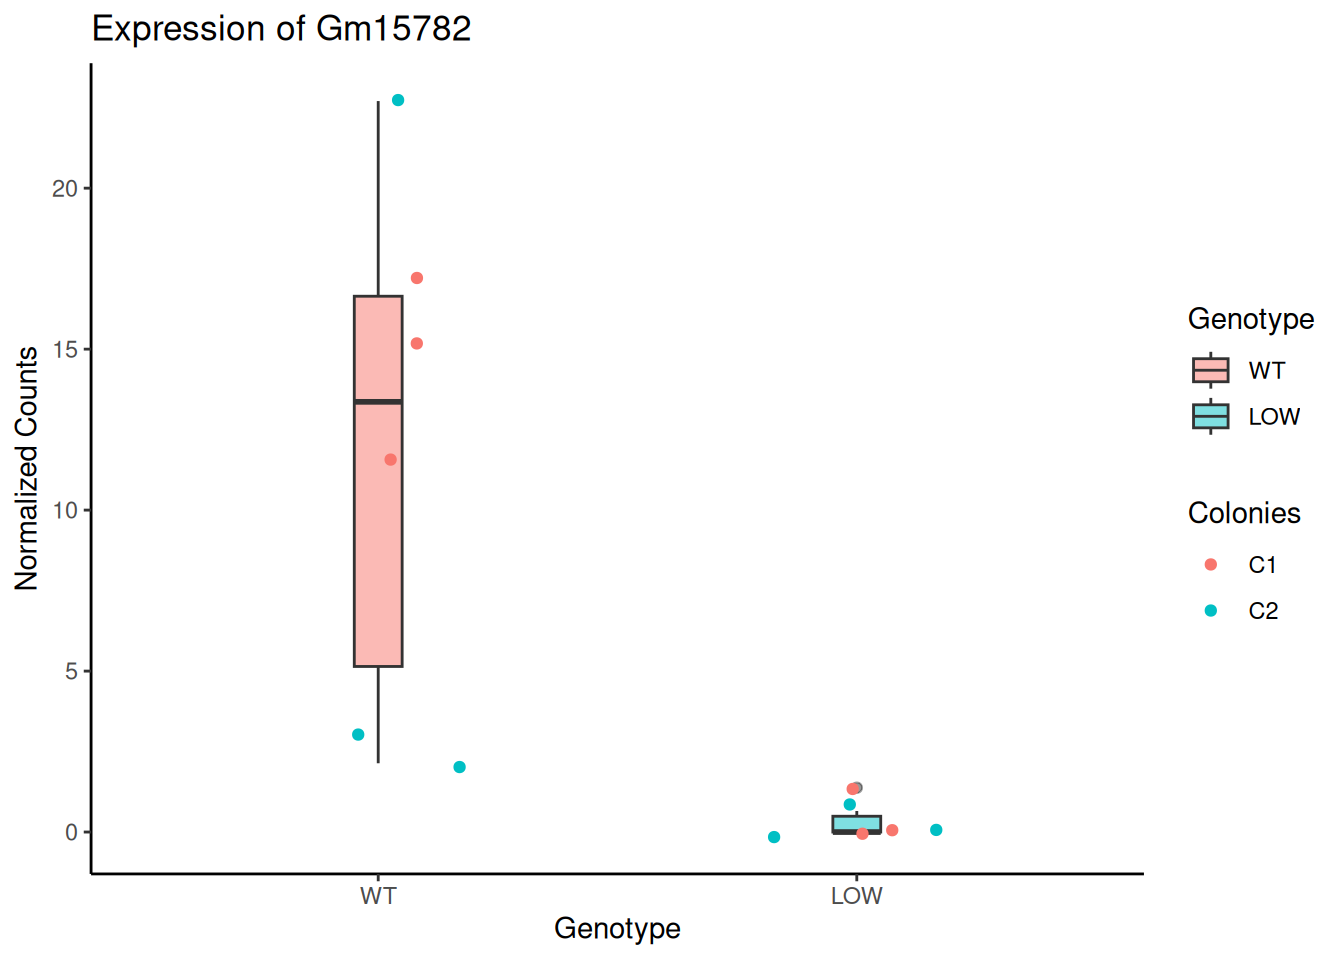 Expression of Gm15782
Normalized Counts
20
15
10
5
0
WT
LOW
Genotype
Genotype
WT
LOW
Colonies
C1
C2